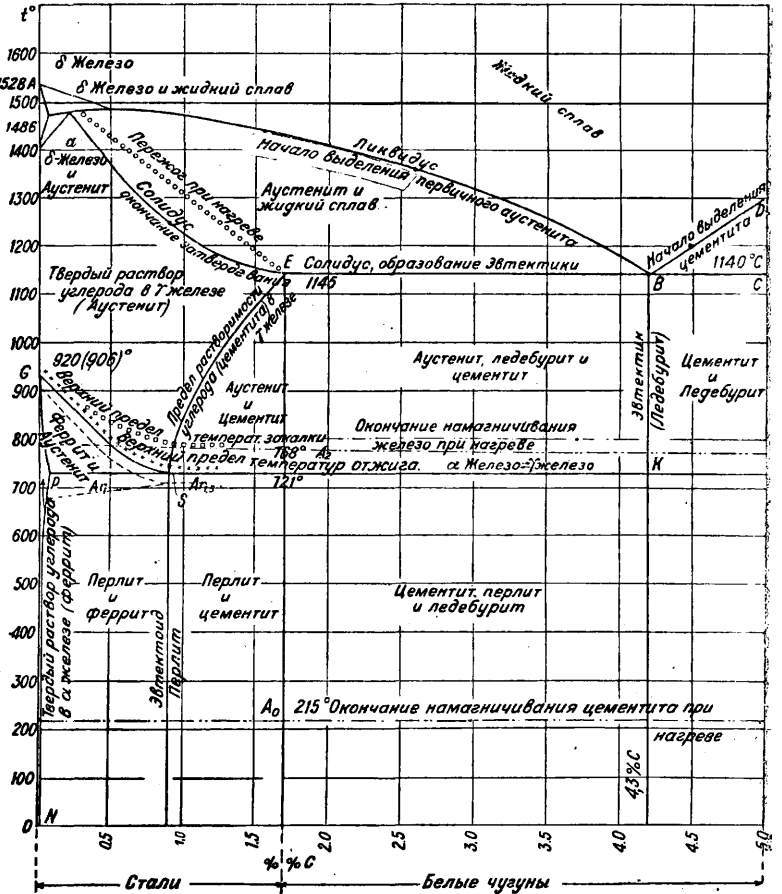 t°
1600
δ Железо
1528 A
δ Железо и жидкий сплав
Жидкий сплав
1500
1486
1400
α
δ-Железо
и
Аустенит
Пережог при нагреве
Ликвидус
Начало выделения первичного аустенита
1300
Солидус
окончание затвердевания
Аустенит и
жидкий сплав
Начало выделения
цементита
D
1200
E
Солидус, образование эвтектики
1140°C
1146
B
C
1100
Твердый раствор
углерода в γ железе
(Аустенит)
Предел растворимости
углерода (цементита) в
γ железе
1000
G
920(906)°
Аустенит, ледебурит и
цементит
Эвтектик
(Ледебурит)
Цементит
и
Ледебурит
900
Верхний предел
температ. закалки
Аустенит
и
Цементит
Окончание намагничивания
железо при нагреве
800
Феррит и
Аустенит
Верхний предел температур отжига.
768° A₂
α Железо=γ железо
K
700
P
Ar₁
S
Ar₁,₃
721°
600
Твердый раствор углерода
в α железе (феррит)
500
Перлит
и
феррит
Перлит
и
цементит
Цементит, перлит
и ледебурит
400
300
Эвтектоид
Перлит
A₀ 215° Окончание намагничивания цементита при
нагреве
200
100
4,3%C
0
N
0.5
1.0
1.5
2.0
2.5
3.0
3.5
4.0
4.5
5.0
% % C
Стали
Белые чугуны